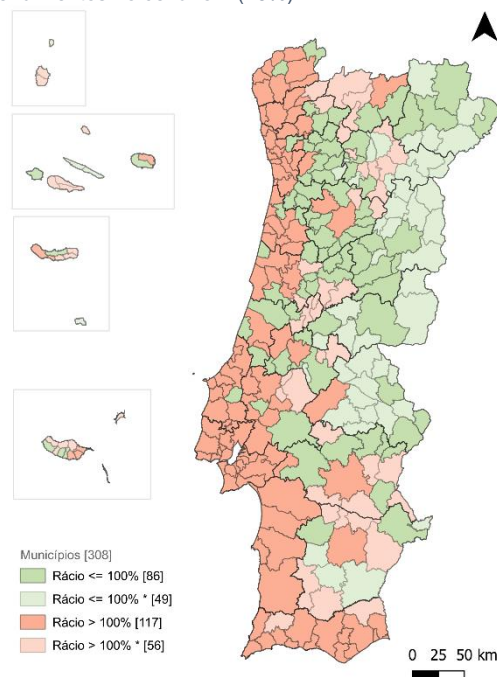 Municípios [308]
Rácio <= 100% [86]
Rácio <= 100% * [49]
Rácio > 100% [117]
Rácio > 100% * [56]
0 25 50 km